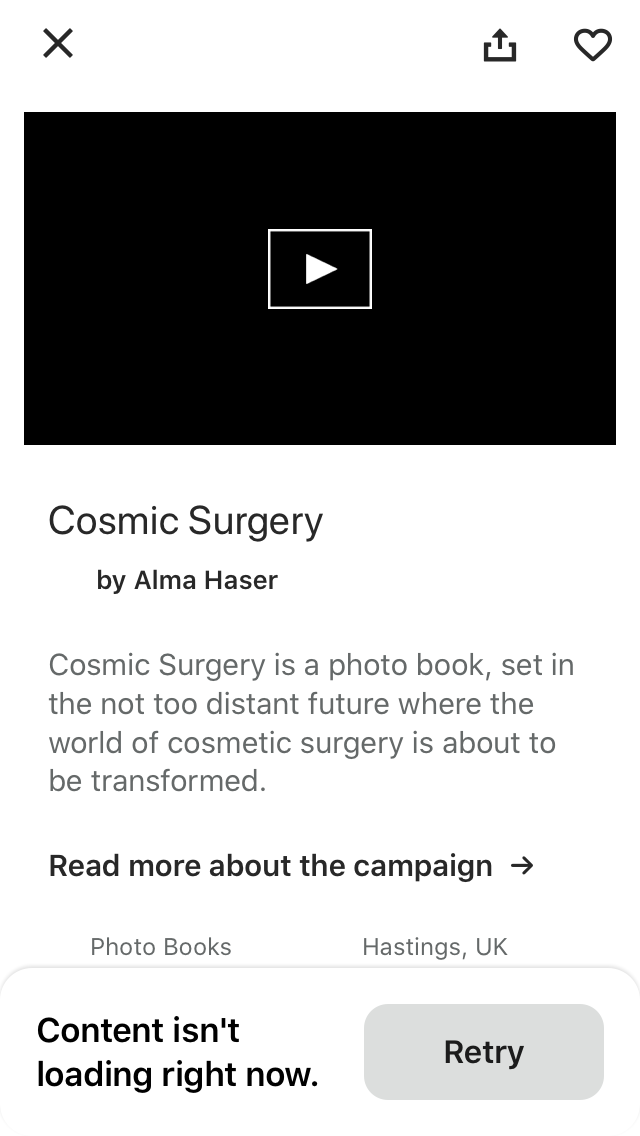 Cosmic Surgery
by Alma Haser
Cosmic Surgery is a photo book, set in
the not too distant future where the
world of cosmetic surgery is about to
be transformed.
Read more about the campaign →
Photo Books
Hastings, UK
Content isn't
loading right now.
Retry